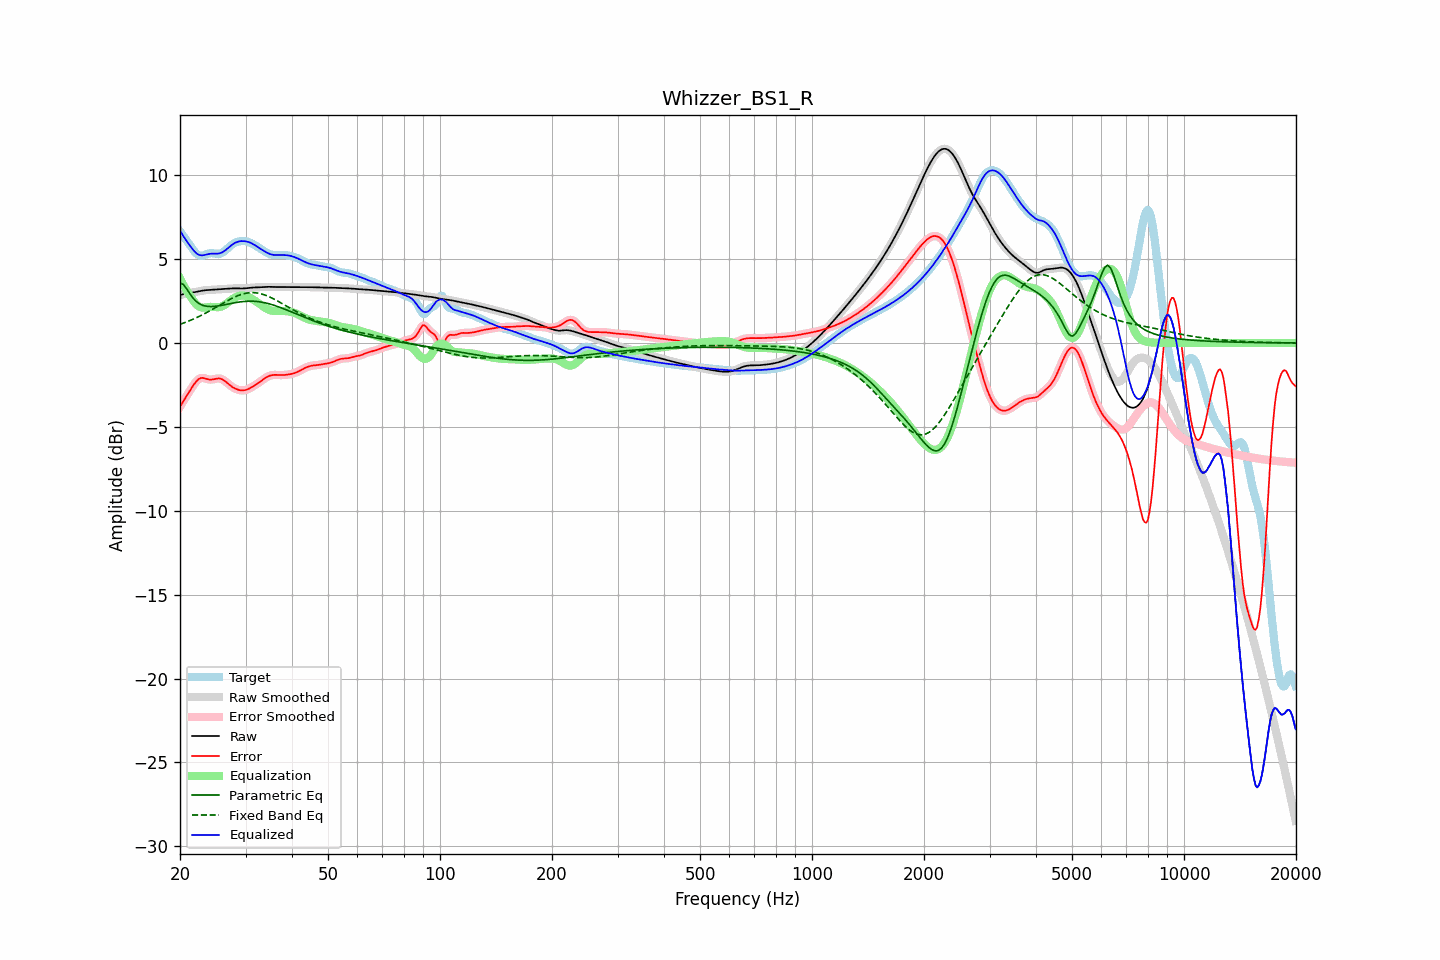 Whizzer_BS1_R
Amplitude (dBr)
10
5
0
−5
−10
−15
−20
−25
−30
Target
Raw Smoothed
Error Smoothed
Raw
Error
Equalization
Parametric Eq
Fixed Band Eq
Equalized
20 50 100 200 500 1000 2000 5000 10000 20000
Frequency (Hz)